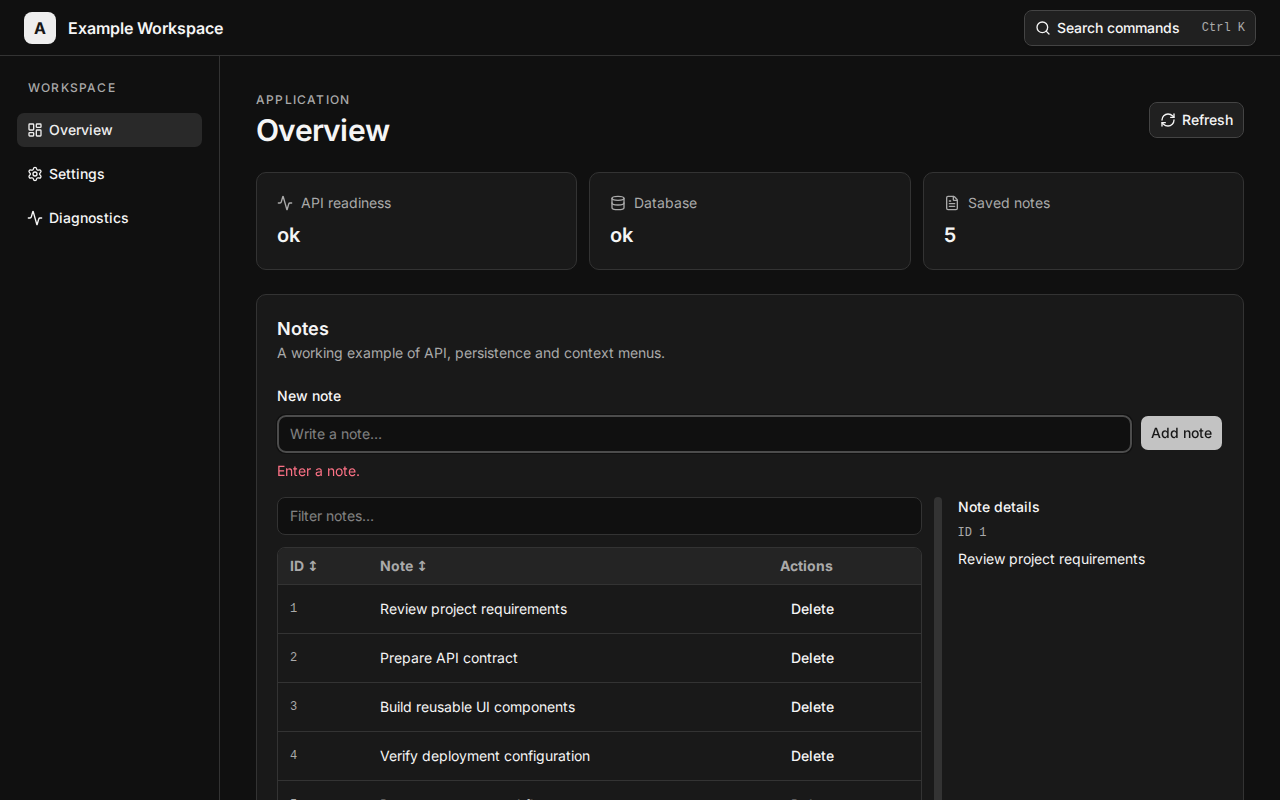 A Example Workspace
Search commands Ctrl K
WORKSPACE
Overview
Settings
Diagnostics
APPLICATION
Overview
Refresh
API readiness
ok
Database
ok
Saved notes
5
Notes
A working example of API, persistence and context menus.
New note
Write a note...
Add note
Enter a note.
Filter notes...
ID ↕ Note ↕ Actions
1 Review project requirements Delete
2 Prepare API contract Delete
3 Build reusable UI components Delete
4 Verify deployment configuration Delete
Note details
ID 1
Review project requirements